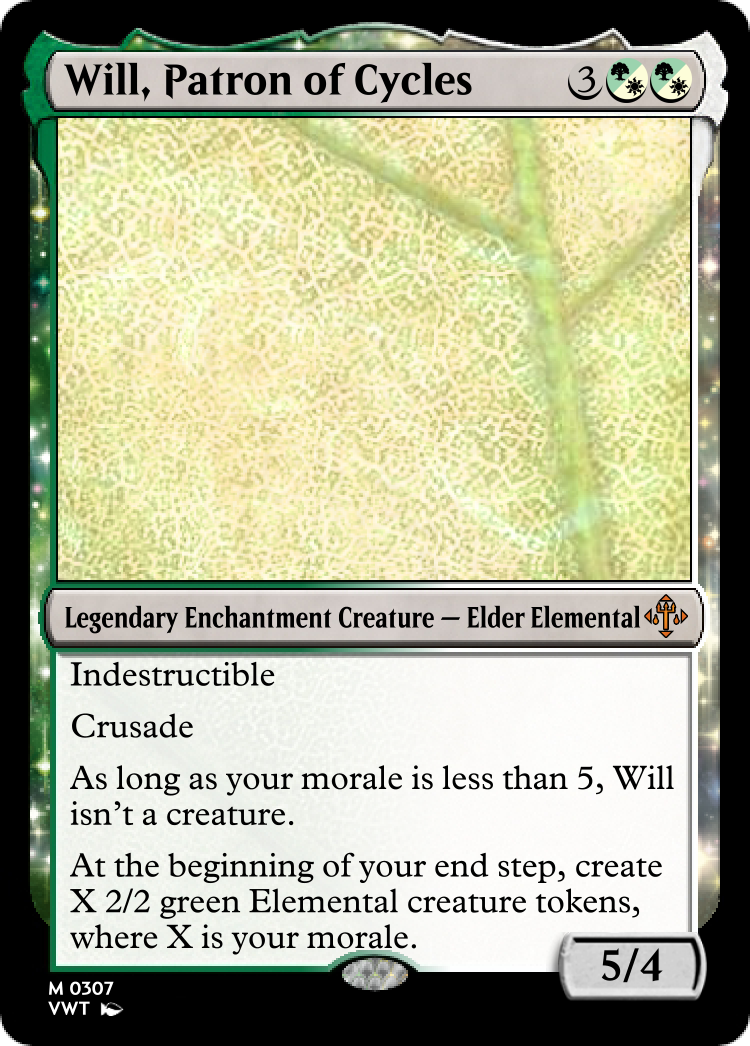 Will, Patron of Cycles 3
Legendary Enchantment Creature — Elder Elemental
Indestructible
Crusade
As long as your morale is less than 5, Will
isn't a creature.
At the beginning of your end step, create
X 2/2 green Elemental creature tokens,
where X is your morale.
5/4
M 0307
VWT